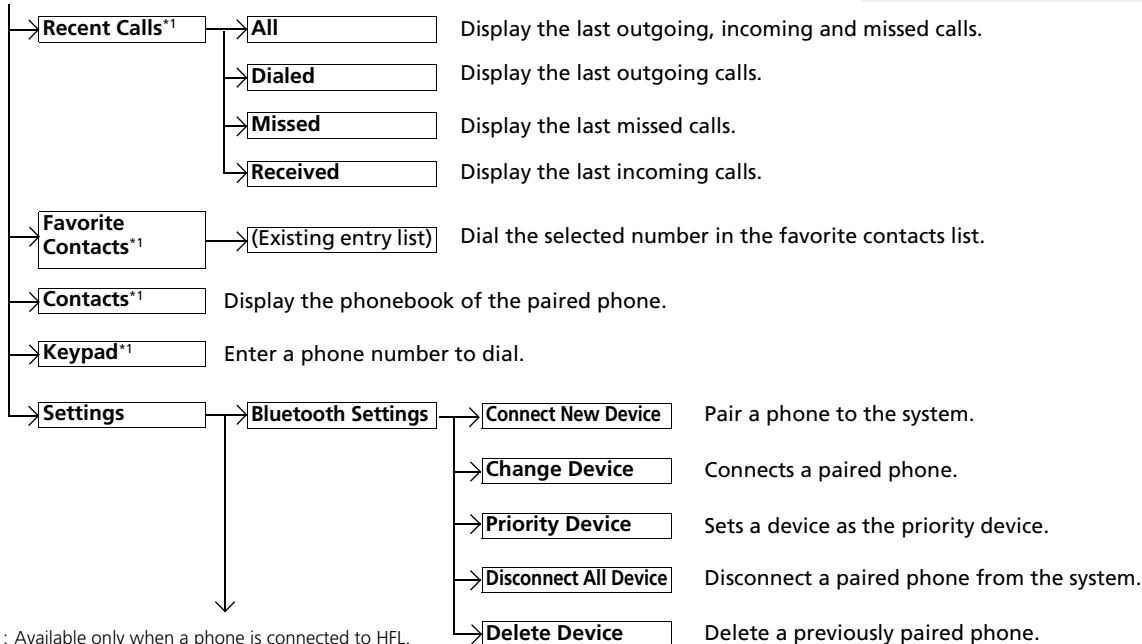 Recent Calls*1 All Display the last outgoing, incoming and missed calls.
Dialed Display the last outgoing calls.
Missed Display the last missed calls.
Received Display the last incoming calls.
Favorite
Contacts*1 (Existing entry list) Dial the selected number in the favorite contacts list.
Contacts*1 Display the phonebook of the paired phone.
Keypad*1 Enter a phone number to dial.
Settings Bluetooth Settings Connect New Device Pair a phone to the system.
Change Device Connects a paired phone.
Priority Device Sets a device as the priority device.
Disconnect All Device Disconnect a paired phone from the system.
: Available only when a phone is connected to HFL.
Delete Device Delete a previously paired phone.